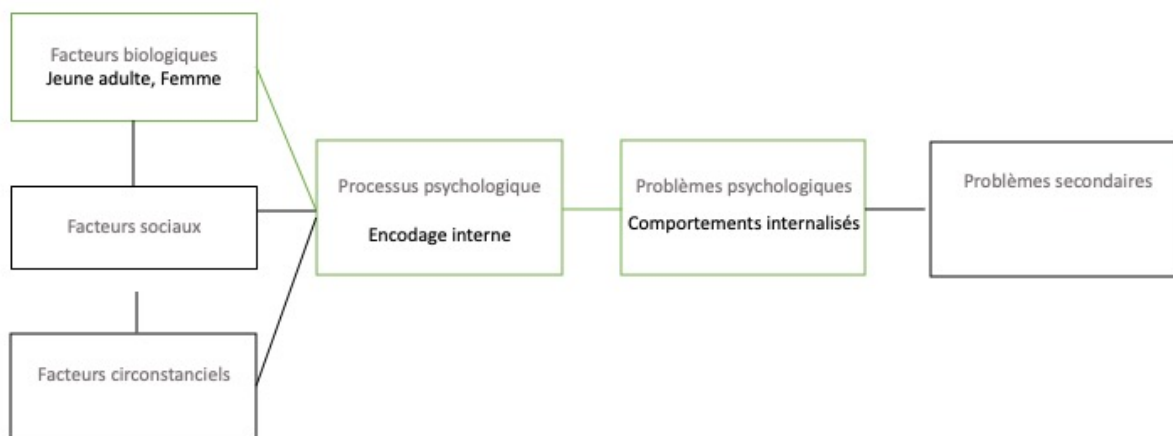 Facteurs biologiques
Jeune adulte, Femme
Facteurs sociaux
Facteurs circonstanciels
Processus psychologique
Encodage interne
Problèmes psychologiques
Comportements internalisés
Problèmes secondaires